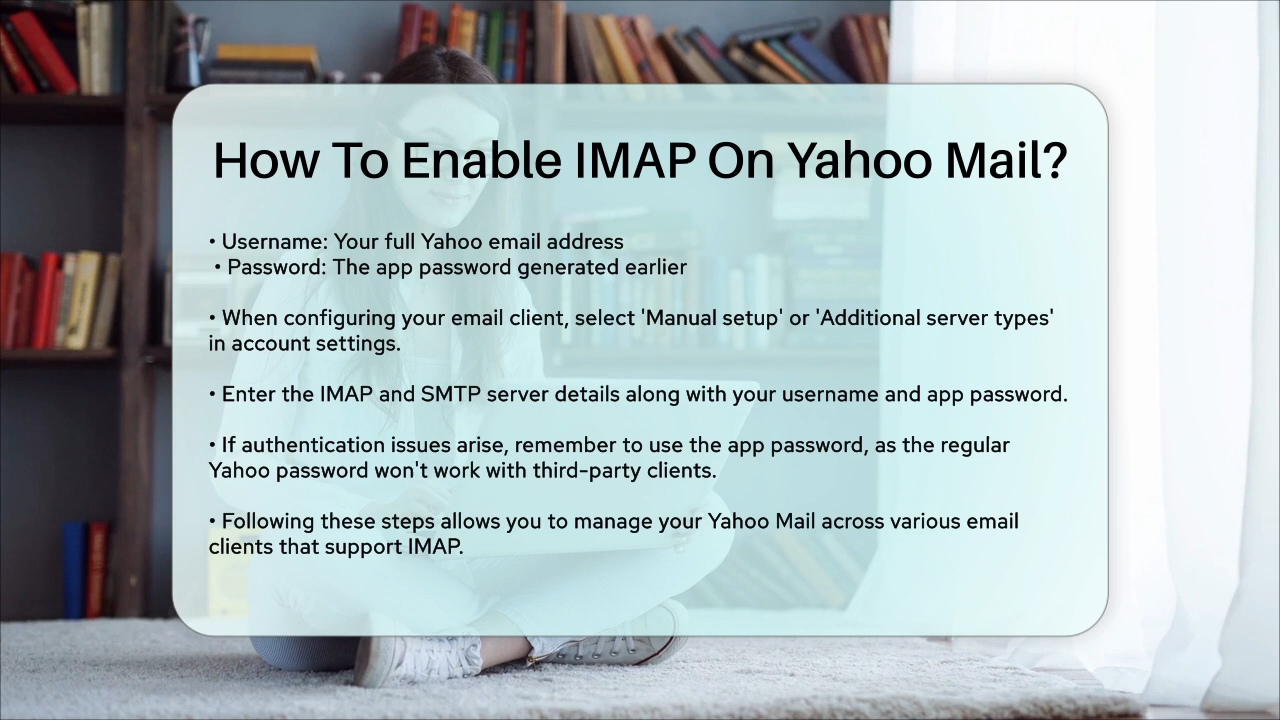 How To Enable IMAP On Yahoo Mail?
• Username: Your full Yahoo email address
• Password: The app password generated earlier
• When configuring your email client, select 'Manual setup' or 'Additional server types'
in account settings.
• Enter the IMAP and SMTP server details along with your username and app password.
• If authentication issues arise, remember to use the app password, as the regular
Yahoo password won't work with third-party clients.
• Following these steps allows you to manage your Yahoo Mail across various email
clients that support IMAP.